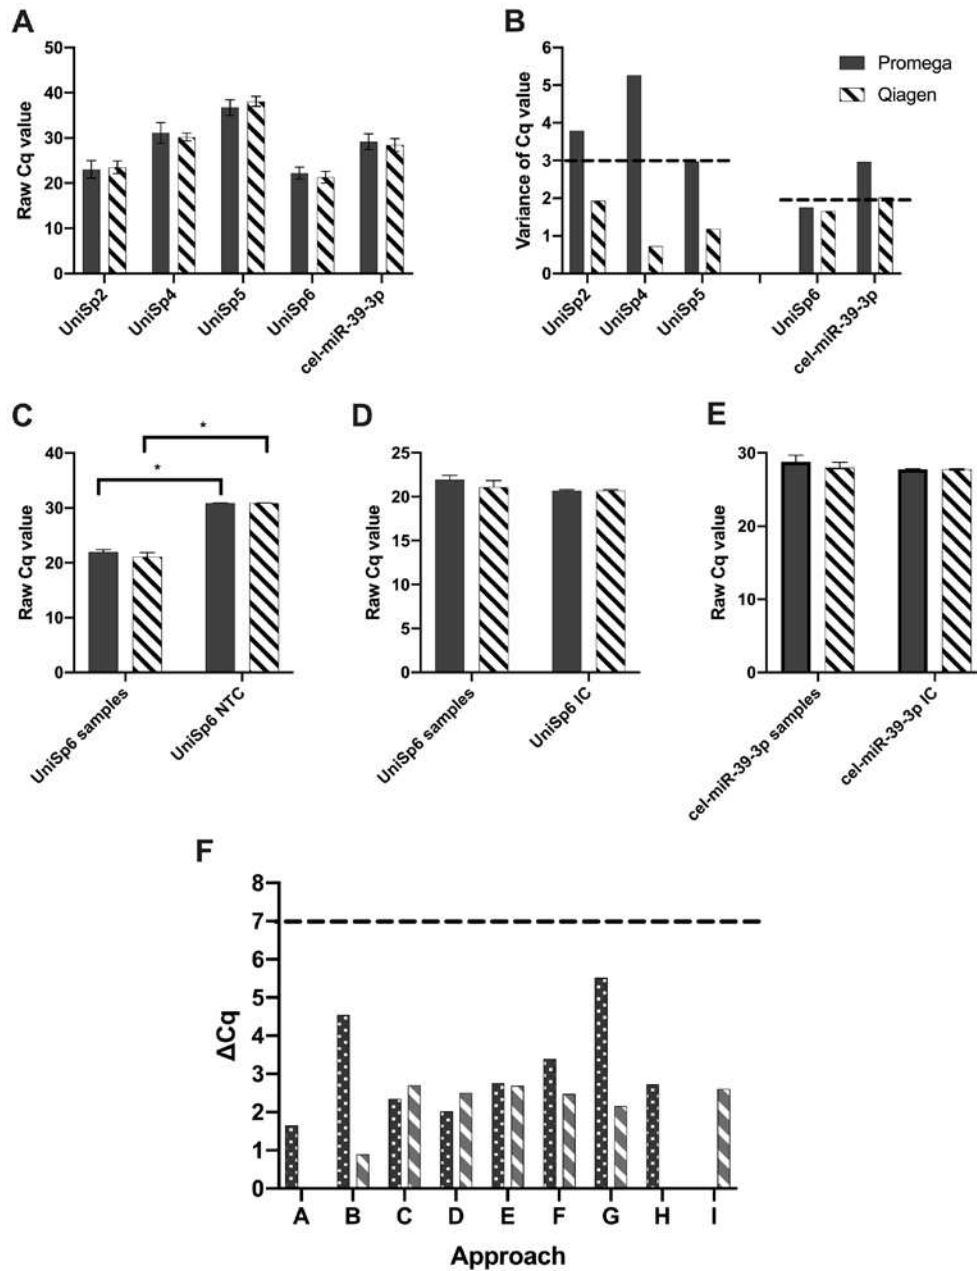 A
Raw Cq value
50
40
30
20
10
0
UniSp2
UniSp4
UniSp5
UniSp6
cel-miR-39-3p
B
Variance of Cq value
6
5
4
3
2
1
0
UniSp2
UniSp4
UniSp5
UniSp6
cel-miR-39-3p
Promega
Qiagen
C
Raw Cq value
40
30
20
10
0
*
*
UniSp6 samples
UniSp6 NTC
D
Raw Cq value
25
20
15
10
5
0
UniSp6 samples
UniSp6 IC
E
Raw Cq value
30
20
10
0
cel-miR-39-3p samples
cel-miR-39-3p IC
F
ΔCq
8
7
6
5
4
3
2
1
0
A B C D E F G H I
Approach